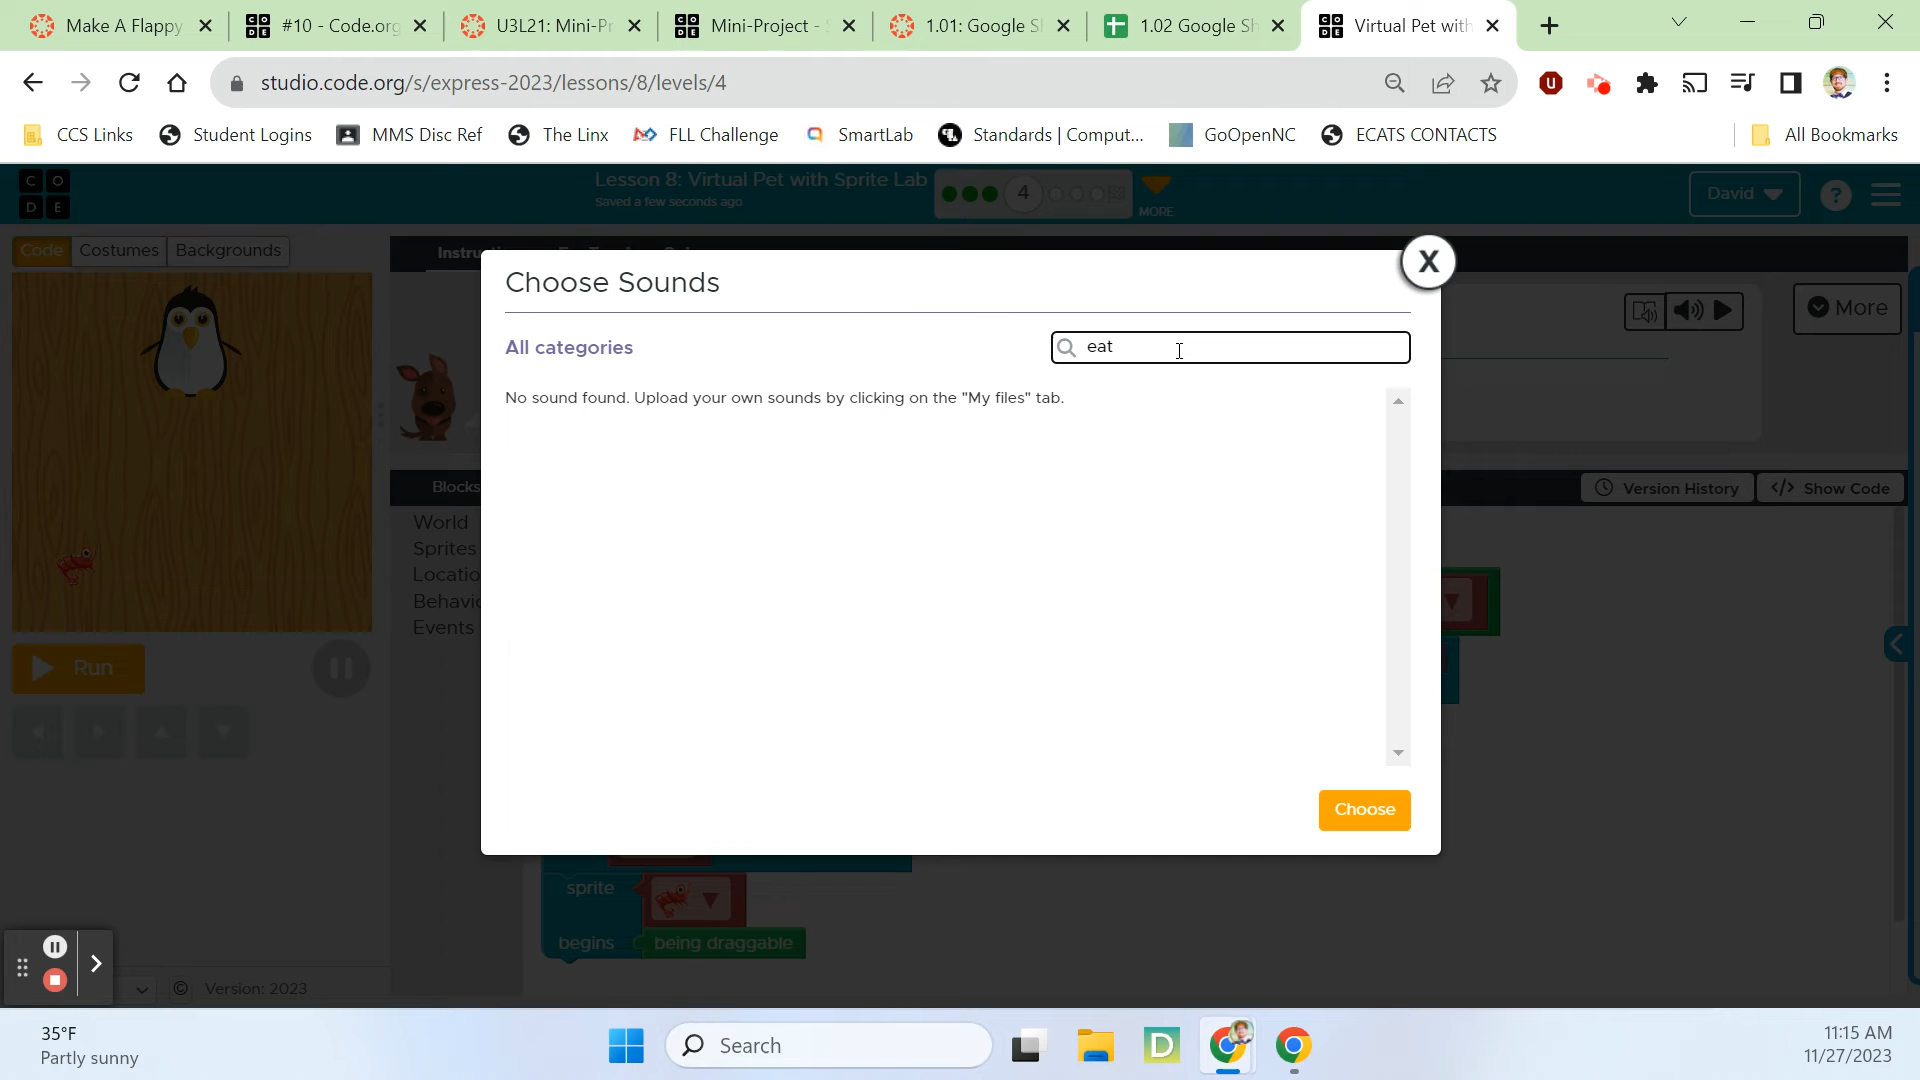 Make A Flappy
#10 - Code.org
U3L21: Mini-Pr
Mini-Project -
1.01: Google Sl
1.02 Google Sh
Virtual Pet with
studio.code.org/s/express-2023/lessons/8/levels/4
CCS Links
Student Logins
MMS Disc Ref
The Linx
FLL Challenge
SmartLab
Standards | Comput...
GoOpenNC
ECATS CONTACTS
All Bookmarks
C O
D E
Lesson 8: Virtual Pet with Sprite Lab
Saved a few seconds ago
4
MORE
David
?
Code Costumes Backgrounds
X
Choose Sounds
All categories
eat
No sound found. Upload your own sounds by clicking on the "My files" tab.
Choose
More
Blocks
Version History
</> Show Code
World
Sprites
Locatio
Behavi
Events
Run
sprite
begins being draggable
© Version: 2023
35°F
Partly sunny
Search
D
11:15 AM
11/27/2023